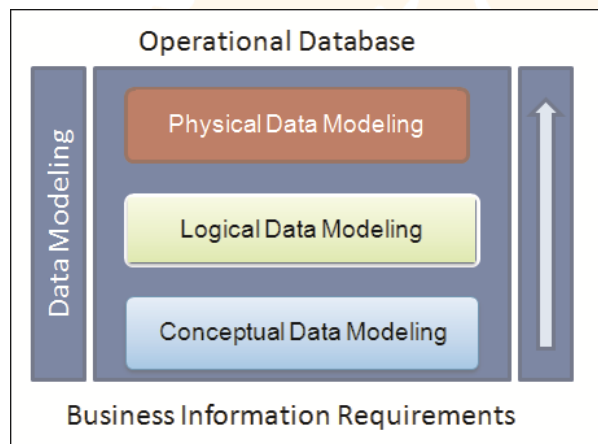 Operational Database
Data Modeling
Physical Data Modeling
Logical Data Modeling
Conceptual Data Modeling
Business Information Requirements